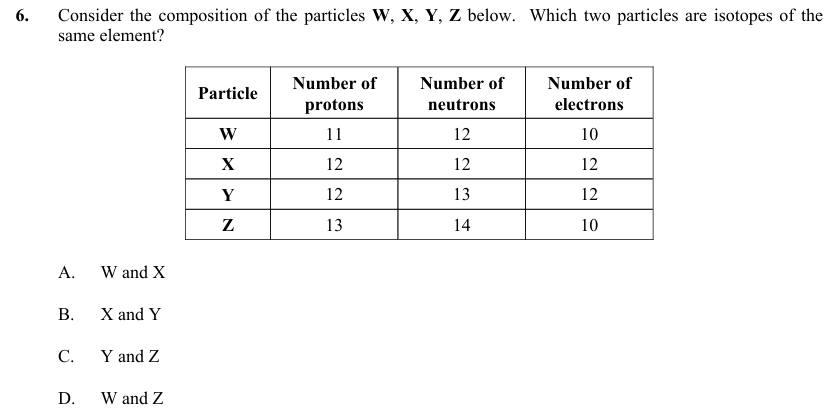 6. Consider the composition of the particles W, X, Y, Z below. Which two particles are isotopes of the
same element?
Particle Number of protons Number of neutrons Number of electrons
W 11 12 10
X 12 12 12
Y 12 13 12
Z 13 14 10
A. W and X
B. X and Y
C. Y and Z
D. W and Z